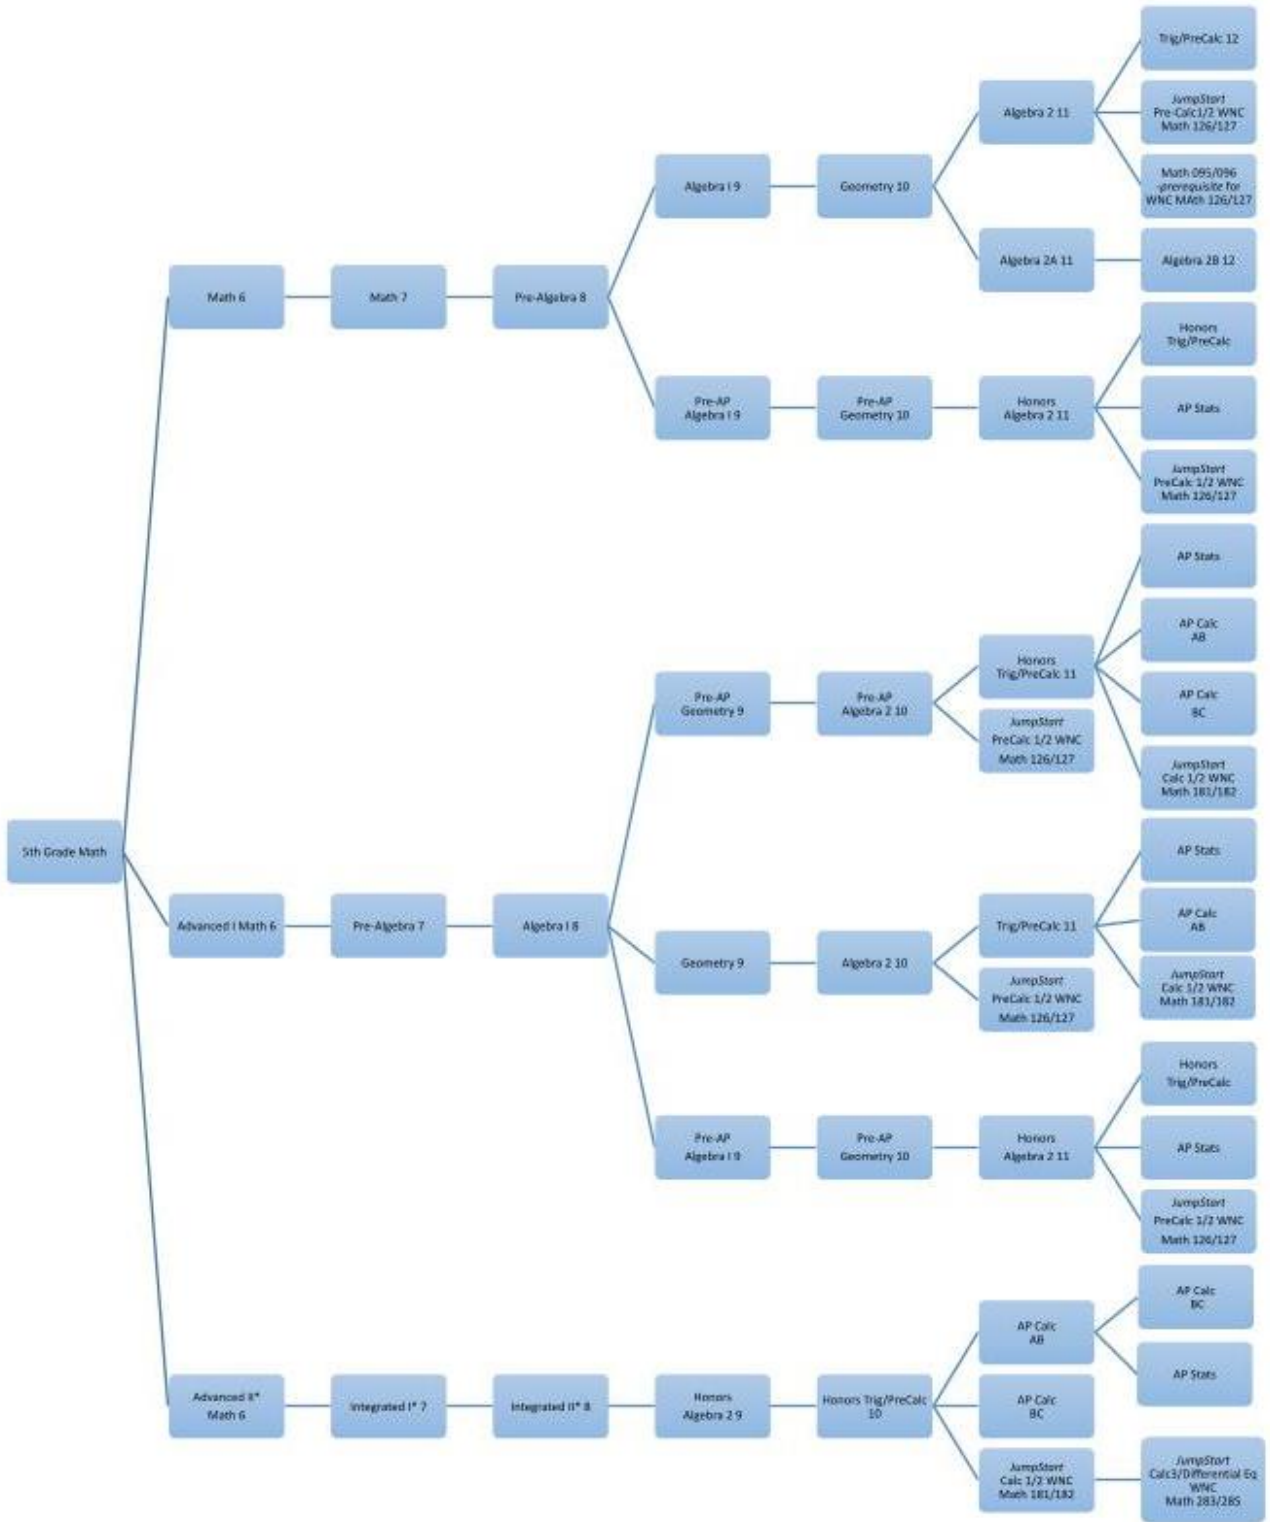 5th Grade Math
Math 6
Math 7
Pre-Algebra 8
Algebra I 9
Geometry 10
Algebra 2 11
Trig/PreCalc 12
JumpStart
Pre-Calc1/2 WNC
Math 126/127
Math 095/096
-prerequisite for
WNC MAth 126/127
Algebra 2A 11
Algebra 2B 12
Pre-AP
Algebra I 9
Pre-AP
Geometry 10
Honors
Algebra 2 11
Honors
Trig/PreCalc
AP Stats
JumpStart
PreCalc 1/2 WNC
Math 126/127
Advanced I Math 6
Pre-Algebra 7
Algebra I 8
Pre-AP
Geometry 9
Pre-AP
Algebra 2 10
Honors
Trig/PreCalc 11
AP Stats
AP Calc
AB
AP Calc
BC
JumpStart
Calc 1/2 WNC
Math 181/182
JumpStart
PreCalc 1/2 WNC
Math 126/127
Geometry 9
Algebra 2 10
Trig/PreCalc 11
AP Stats
AP Calc
AB
JumpStart
Calc 1/2 WNC
Math 181/182
JumpStart
PreCalc 1/2 WNC
Math 126/127
Pre-AP
Algebra I 9
Pre-AP
Geometry 10
Honors
Algebra 2 11
Honors
Trig/PreCalc
AP Stats
JumpStart
PreCalc 1/2 WNC
Math 126/127
Advanced II*
Math 6
Integrated I* 7
Integrated II* 8
Honors
Algebra 2 9
Honors Trig/PreCalc
10
AP Calc
AB
AP Calc
BC
AP Stats
AP Calc
BC
JumpStart
Calc 1/2 WNC
Math 181/182
JumpStart
Calc3/Differential Eq
WNC
Math 283/285